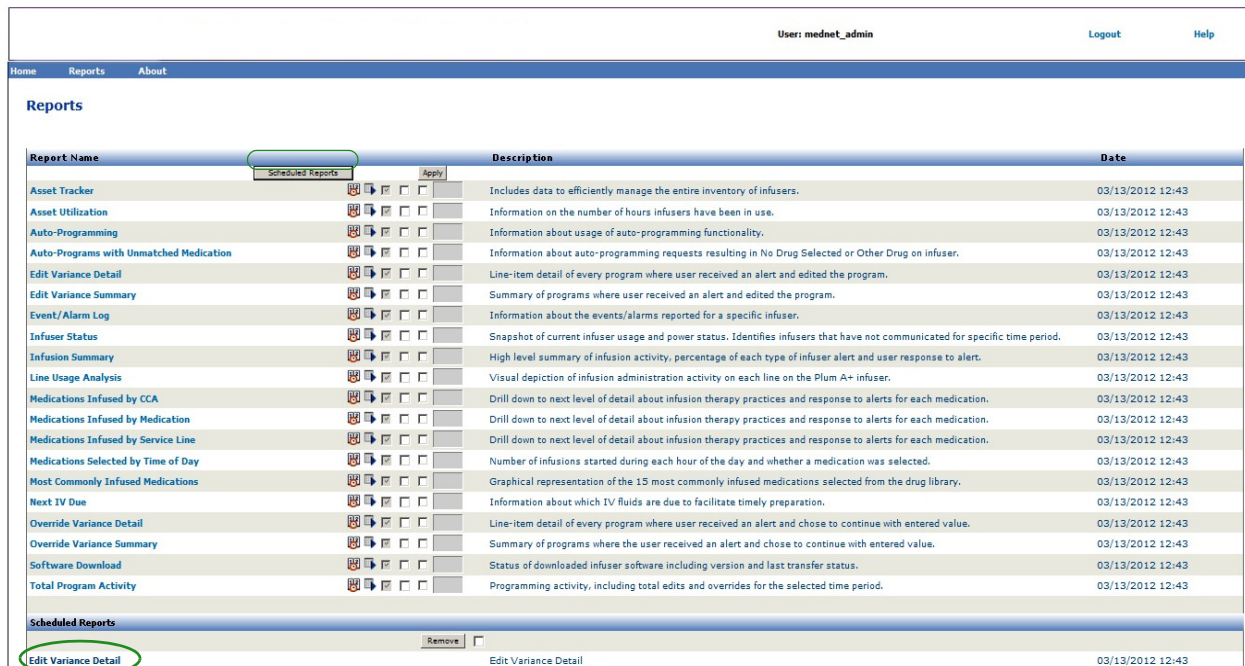 User: mednet_admin Logout Help
Home Reports About
Reports
Report Name Description Date
Scheduled Reports Apply
Asset Tracker Includes data to efficiently manage the entire inventory of infusers. 03/13/2012 12:43
Asset Utilization Information on the number of hours infusers have been in use. 03/13/2012 12:43
Auto-Programming Information about usage of auto-programming functionality. 03/13/2012 12:43
Auto-Programs with Unmatched Medication Information about auto-programming requests resulting in No Drug Selected or Other Drug on infuser. 03/13/2012 12:43
Edit Variance Detail Line-item detail of every program where user received an alert and edited the program. 03/13/2012 12:43
Edit Variance Summary Summary of programs where user received an alert and edited the program. 03/13/2012 12:43
Event/Alarm Log Information about the events/alarms reported for a specific infuser. 03/13/2012 12:43
Infuser Status Snapshot of current infuser usage and power status. Identifies infusers that have not communicated for specific time period. 03/13/2012 12:43
Infusion Summary High level summary of infusion activity, percentage of each type of infuser alert and user response to alert. 03/13/2012 12:43
Line Usage Analysis Visual depiction of infusion administration activity on each line on the Plum A+ infuser. 03/13/2012 12:43
Medications Infused by CCA Drill down to next level of detail about infusion therapy practices and response to alerts for each medication. 03/13/2012 12:43
Medications Infused by Medication Drill down to next level of detail about infusion therapy practices and response to alerts for each medication. 03/13/2012 12:43
Medications Infused by Service Line Drill down to next level of detail about infusion therapy practices and response to alerts for each medication. 03/13/2012 12:43
Medications Selected by Time of Day Number of infusions started during each hour of the day and whether a medication was selected. 03/13/2012 12:43
Most Commonly Infused Medications Graphical representation of the 15 most commonly infused medications selected from the drug library. 03/13/2012 12:43
Next IV Due Information about which IV fluids are due to facilitate timely preparation. 03/13/2012 12:43
Override Variance Detail Line-item detail of every program where user received an alert and chose to continue with entered value. 03/13/2012 12:43
Override Variance Summary Summary of programs where the user received an alert and chose to continue with entered value. 03/13/2012 12:43
Software Download Status of downloaded infuser software including version and last transfer status. 03/13/2012 12:43
Total Program Activity Programming activity, including total edits and overrides for the selected time period. 03/13/2012 12:43
Scheduled Reports
Remove
Edit Variance Detail Edit Variance Detail 03/13/2012 12:43